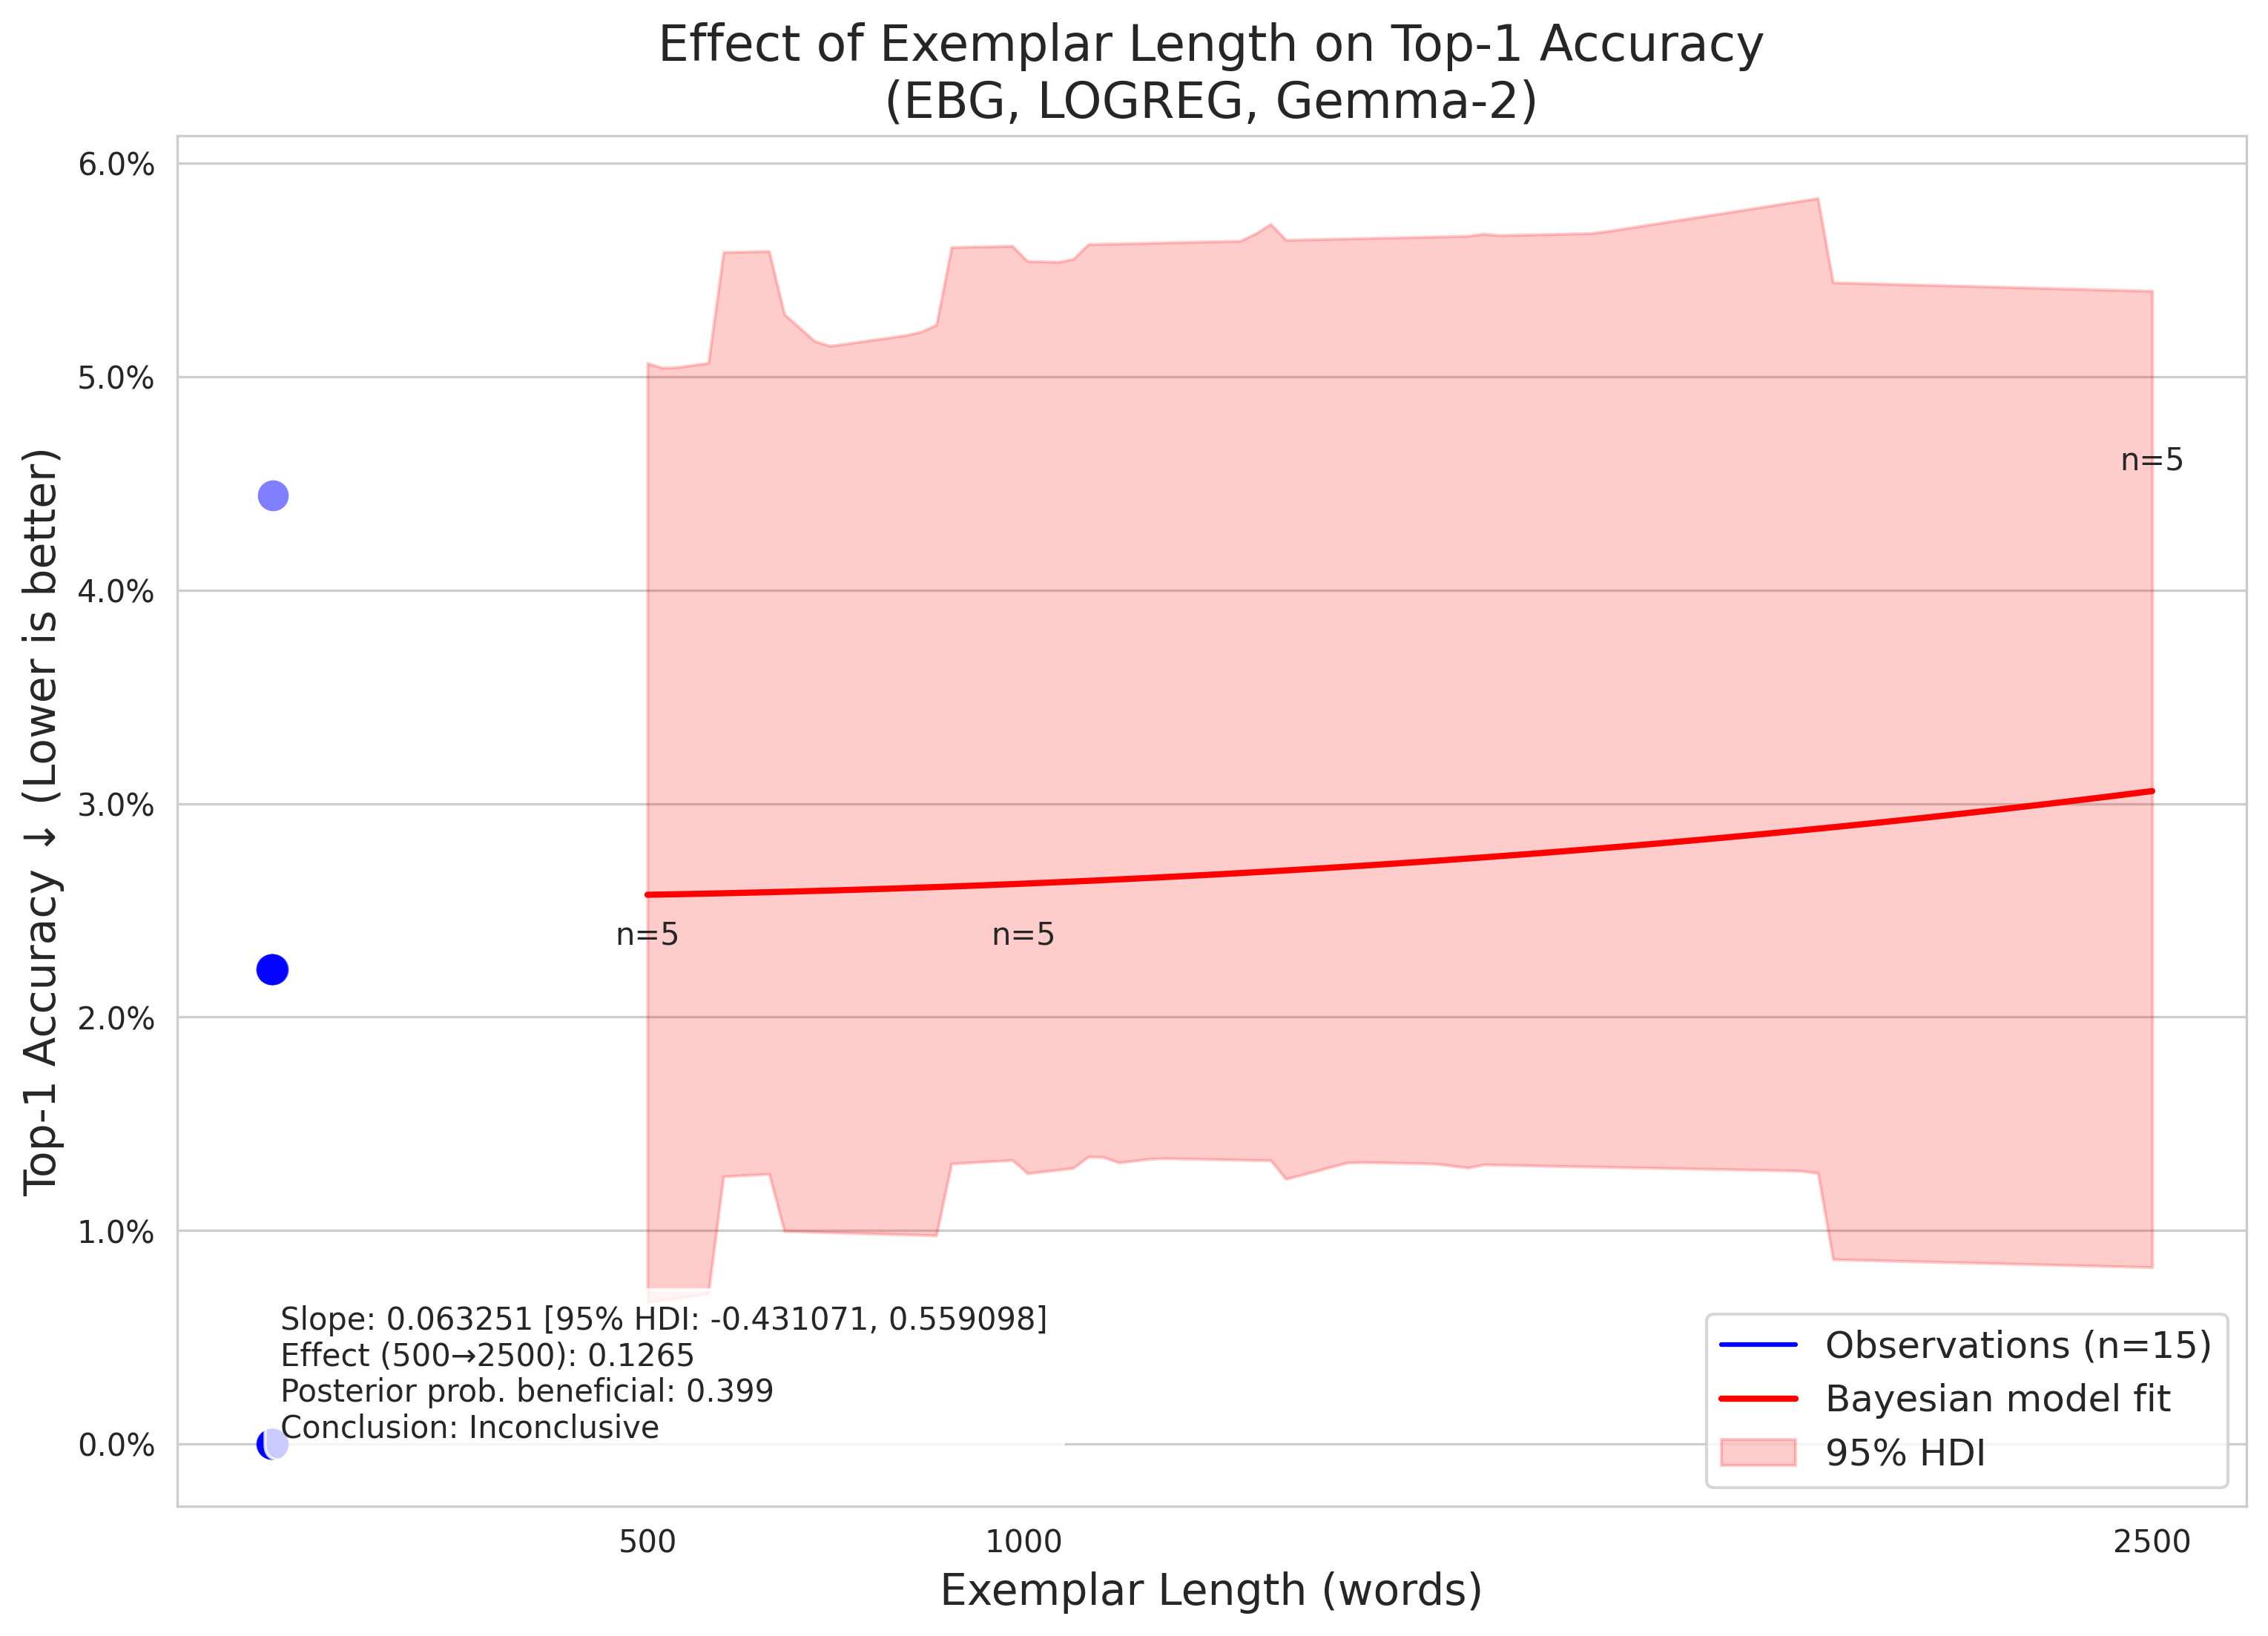 Effect of Exemplar Length on Top-1 Accuracy
(EBG, LOGREG, Gemma-2)
Top-1 Accuracy ↓ (Lower is better)
6.0%
5.0%
4.0%
3.0%
2.0%
1.0%
0.0%
n=5
n=5
n=5
Slope: 0.063251 [95% HDI: -0.431071, 0.559098]
Effect (500→2500): 0.1265
Posterior prob. beneficial: 0.399
Conclusion: Inconclusive
Observations (n=15)
Bayesian model fit
95% HDI
500
1000
2500
Exemplar Length (words)